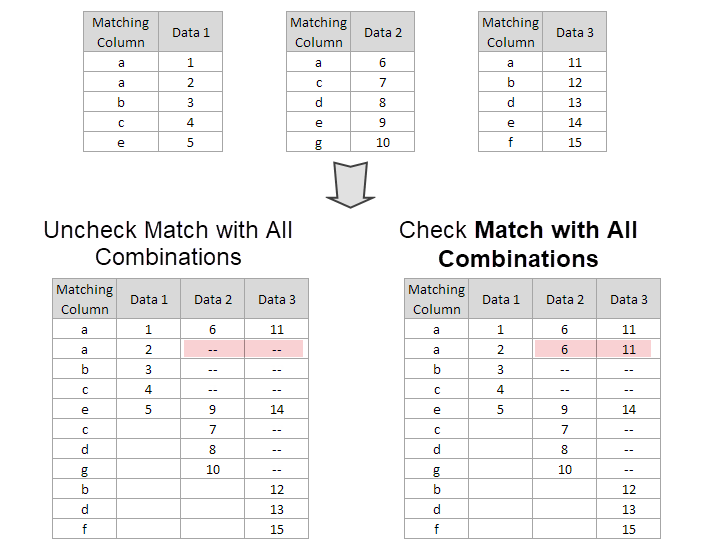 Matching Column Data 1
a 1
a 2
b 3
c 4
e 5
Matching Column Data 2
a 6
c 7
d 8
e 9
g 10
Matching Column Data 3
a 11
b 12
d 13
e 14
f 15
Uncheck Match with All
Combinations
Matching Column Data 1 Data 2 Data 3
a 1 6 11
a 2 -- --
b 3 -- --
c 4 -- --
e 5 9 14
c 7 --
d 8 --
g 10 --
b 12
d 13
f 15
Check Match with All
Combinations
Matching Column Data 1 Data 2 Data 3
a 1 6 11
a 2 6 11
b 3 -- --
c 4 -- --
e 5 9 14
c 7 --
d 8 --
g 10 --
b 12
d 13
f 15